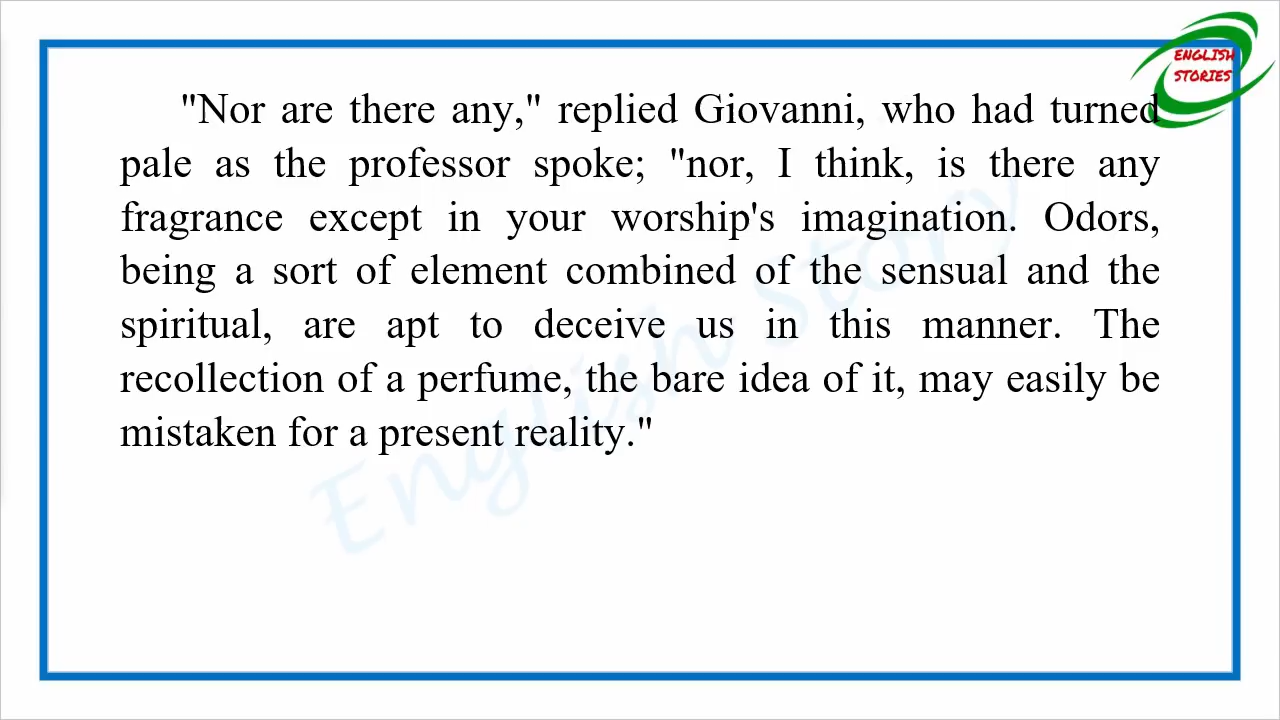 ENGLISH
STORIES
"Nor are there any," replied Giovanni, who had turned
pale as the professor spoke; "nor, I think, is there any
fragrance except in your worship's imagination. Odors,
being a sort of element combined of the sensual and the
spiritual, are apt to deceive us in this manner. The
recollection of a perfume, the bare idea of it, may easily be
mistaken for a present reality."
English Story